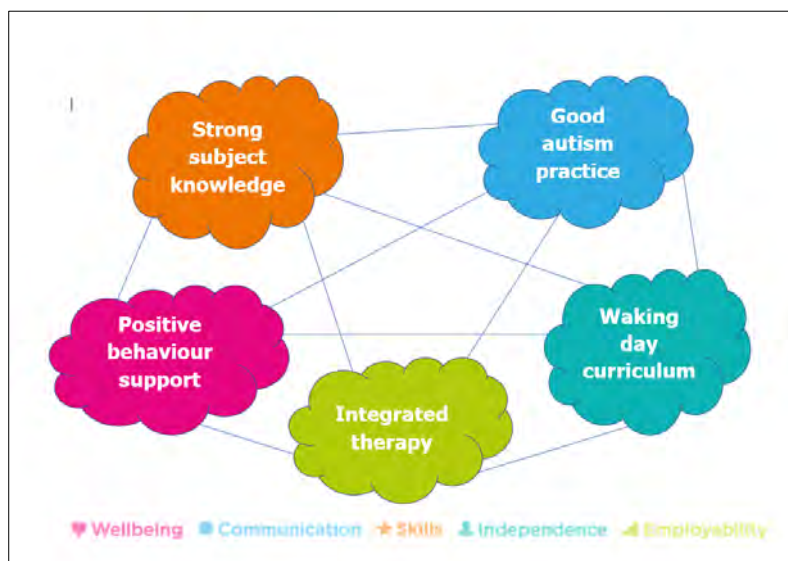 Strong
subject
knowledge
Good
autism
practice
Positive
behaviour
support
Waking
day
curriculum
Integrated
therapy
Wellbeing Communication Skills Independence Employability